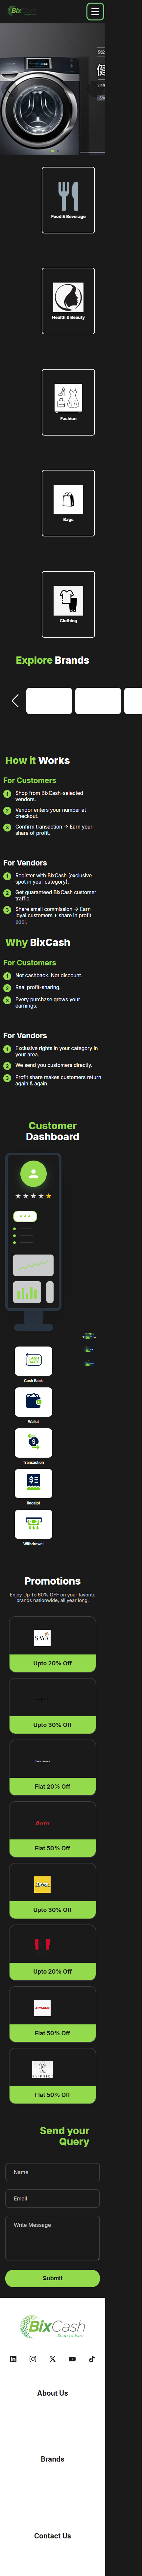 Bix
健
Food & Beverage
Health & Beauty
Fashion
Bags
Clothing
Explore Brands
How it Works
For Customers
1 Shop from BixCash-selected
vendors.
2 Vendor enters your number at
checkout.
3 Confirm transaction → Earn your
share of profit.
For Vendors
1 Register with BixCash (exclusive
spot in your category).
2 Get guaranteed BixCash customer
traffic.
3 Share small commission → Earn
loyal customers + share in profit
pool.
Why BixCash
For Customers
1 Not cashback. Not discount.
2 Real profit-sharing.
3 Every purchase grows your
earnings.
For Vendors
1 Exclusive rights in your category in
your area.
2 We send you customers directly.
3 Profit share makes customers return
again & again.
Customer
Dashboard
CASH
BACK
Cash Back
Wallet
$
Transaction
$
Receipt
Withdrawal
Promotions
Enjoy Up To 60% OFF on your favorite
brands nationwide, all year long.
SAYA
Upto 20% Off
Upto 30% Off
Flat 20% Off
Bata
Flat 50% Off
Upto 30% Off
Upto 20% Off
Flat 50% Off
Flat 50% Off
Send your
Query
Name
Email
Write Message
Submit
BixCash
Shop to Earn
About Us
Brands
Contact Us